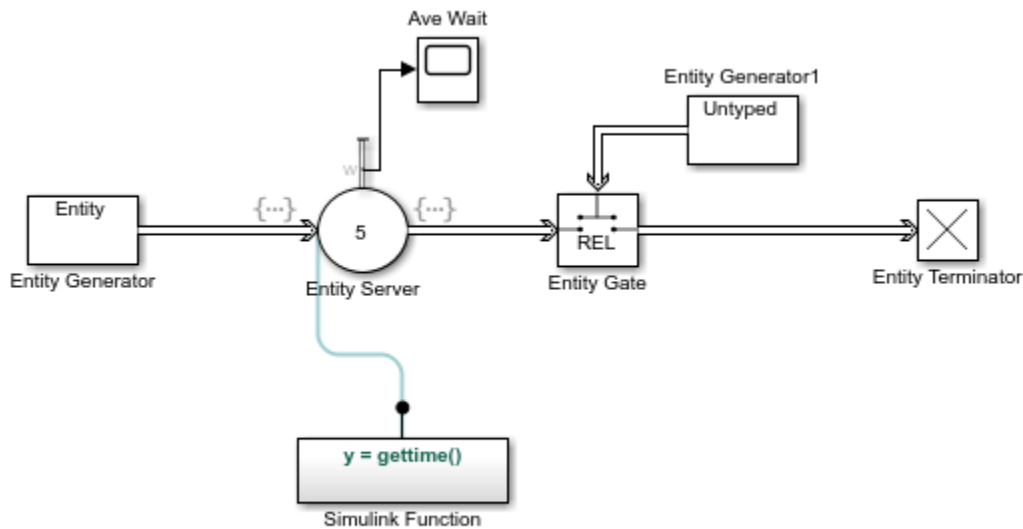 Ave Wait
Entity Generator1
Untyped
w
{...}
{...}
Entity
5
REL
Entity Generator
Entity Server
Entity Gate
Entity Terminator
y = gettime()
Simulink Function